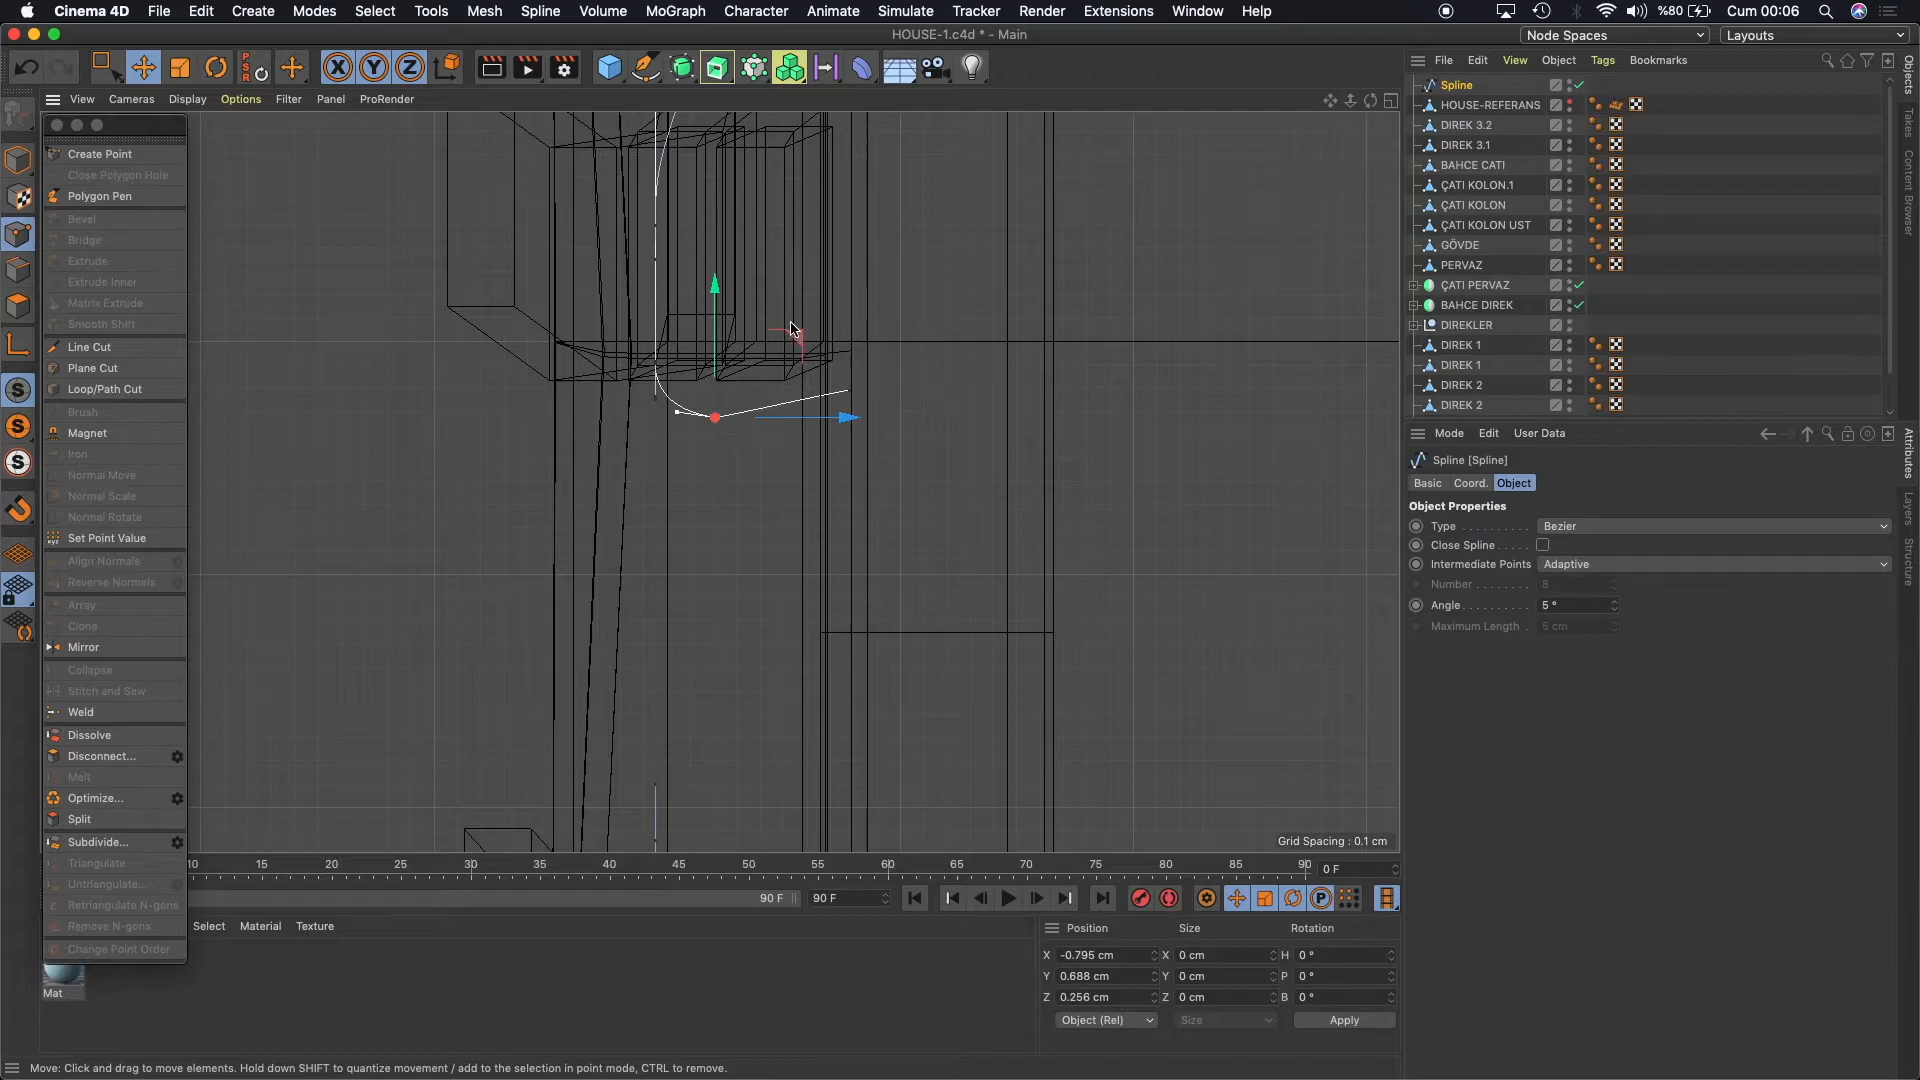 Cinema 4D File Edit Create Modes Select Tools Mesh Spline Volume MoGraph Character Animate Simulate Tracker Render Extensions Window Help %80 Cum 00:06
HOUSE-1.c4d * - Main
Node Spaces
Layouts
View Cameras Display Options Filter Panel ProRender
Create Point
Close Polygon Hole
Polygon Pen
Bevel
Bridge
Extrude
Extrude Inner
Matrix Extrude
Smooth Shift
Line Cut
Plane Cut
Loop/Path Cut
Brush
Magnet
Iron
Normal Move
Normal Scale
Normal Rotate
Set Point Value
Align Normals
Reverse Normals
Array
Clone
Mirror
Collapse
Stitch and Sew
Weld
Dissolve
Disconnect...
Melt
Optimize...
Split
Subdivide...
Triangulate
Untriangulate...
Retriangulate N-gons
Remove N-gons
Change Point Order
Grid Spacing : 0.1 cm
10 15 20 25 30 35 40 45 50 55 60 65 70 75 80 85 90
0 F
90 F
90 F
Select Material Texture
Mat
Position Size Rotation
X -0.795 cm X 0 cm H 0 °
Y 0.688 cm Y 0 cm P 0 °
Z 0.256 cm Z 0 cm B 0 °
Object (Rel) Size Apply
Move: Click and drag to move elements. Hold down SHIFT to quantize movement / add to the selection in point mode, CTRL to remove.
File Edit View Object Tags Bookmarks
Spline
HOUSE-REFERANS
DIREK 3.2
DIREK 3.1
BAHCE CATI
ÇATI KOLON.1
ÇATI KOLON
ÇATI KOLON UST
GÖVDE
PERVAZ
ÇATI PERVAZ
BAHCE DIREK
DIREKLER
DIREK 1
DIREK 1
DIREK 2
DIREK 2
Mode Edit User Data
Spline [Spline]
Basic Coord. Object
Object Properties
Type Bezier
Close Spline
Intermediate Points Adaptive
Number 8
Angle 5 °
Maximum Length 5 cm
Objects
Takes
Content Browser
Attributes
Layers
Structure